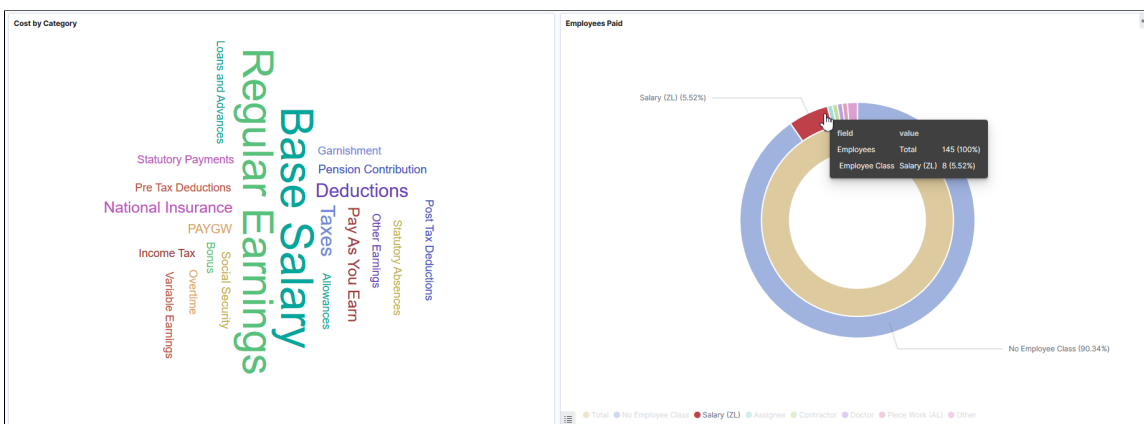 Cost by Category
Loans and Advances
Regular Earnings
Base Salary
Statutory Payments
Garnishment
Pension Contribution
Pre Tax Deductions
Deductions
National Insurance
Taxes
Pay As You Earn
Other Earnings
Statutory Absences
Post Tax Deductions
PAYGW
Income Tax
Bonus
Social Security
Allowances
Variable Earnings
Overtime
Employees Paid
Salary (ZL) (5.52%)
field value
Employees Total 145 (100%)
Employee Class Salary (ZL) 8 (5.52%)
No Employee Class (90.34%)
Total No Employee Class Salary (ZL) Assignee Contractor Doctor Piece Work (AL) Other